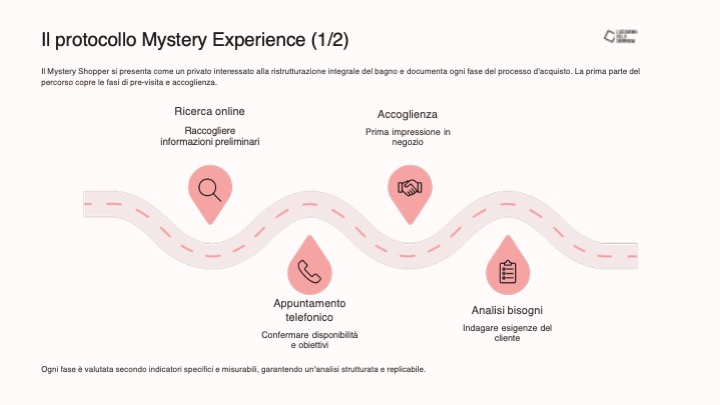 Il protocollo Mystery Experience (1/2)
Il Mystery Shopper si presenta come un privato interessato alla ristrutturazione integrale del bagno e documenta ogni fase del processo d'acquisto. La prima parte del
percorso copre le fasi di pre-visita e accoglienza.
Ricerca online
Raccogliere
informazioni preliminari
Accoglienza
Prima impressione in
negozio
Appuntamento
telefonico
Confermare disponibilità
e obiettivi
Analisi bisogni
Indagare esigenze del
cliente
Ogni fase è valutata secondo indicatori specifici e misurabili, garantendo un'analisi strutturata e replicabile.